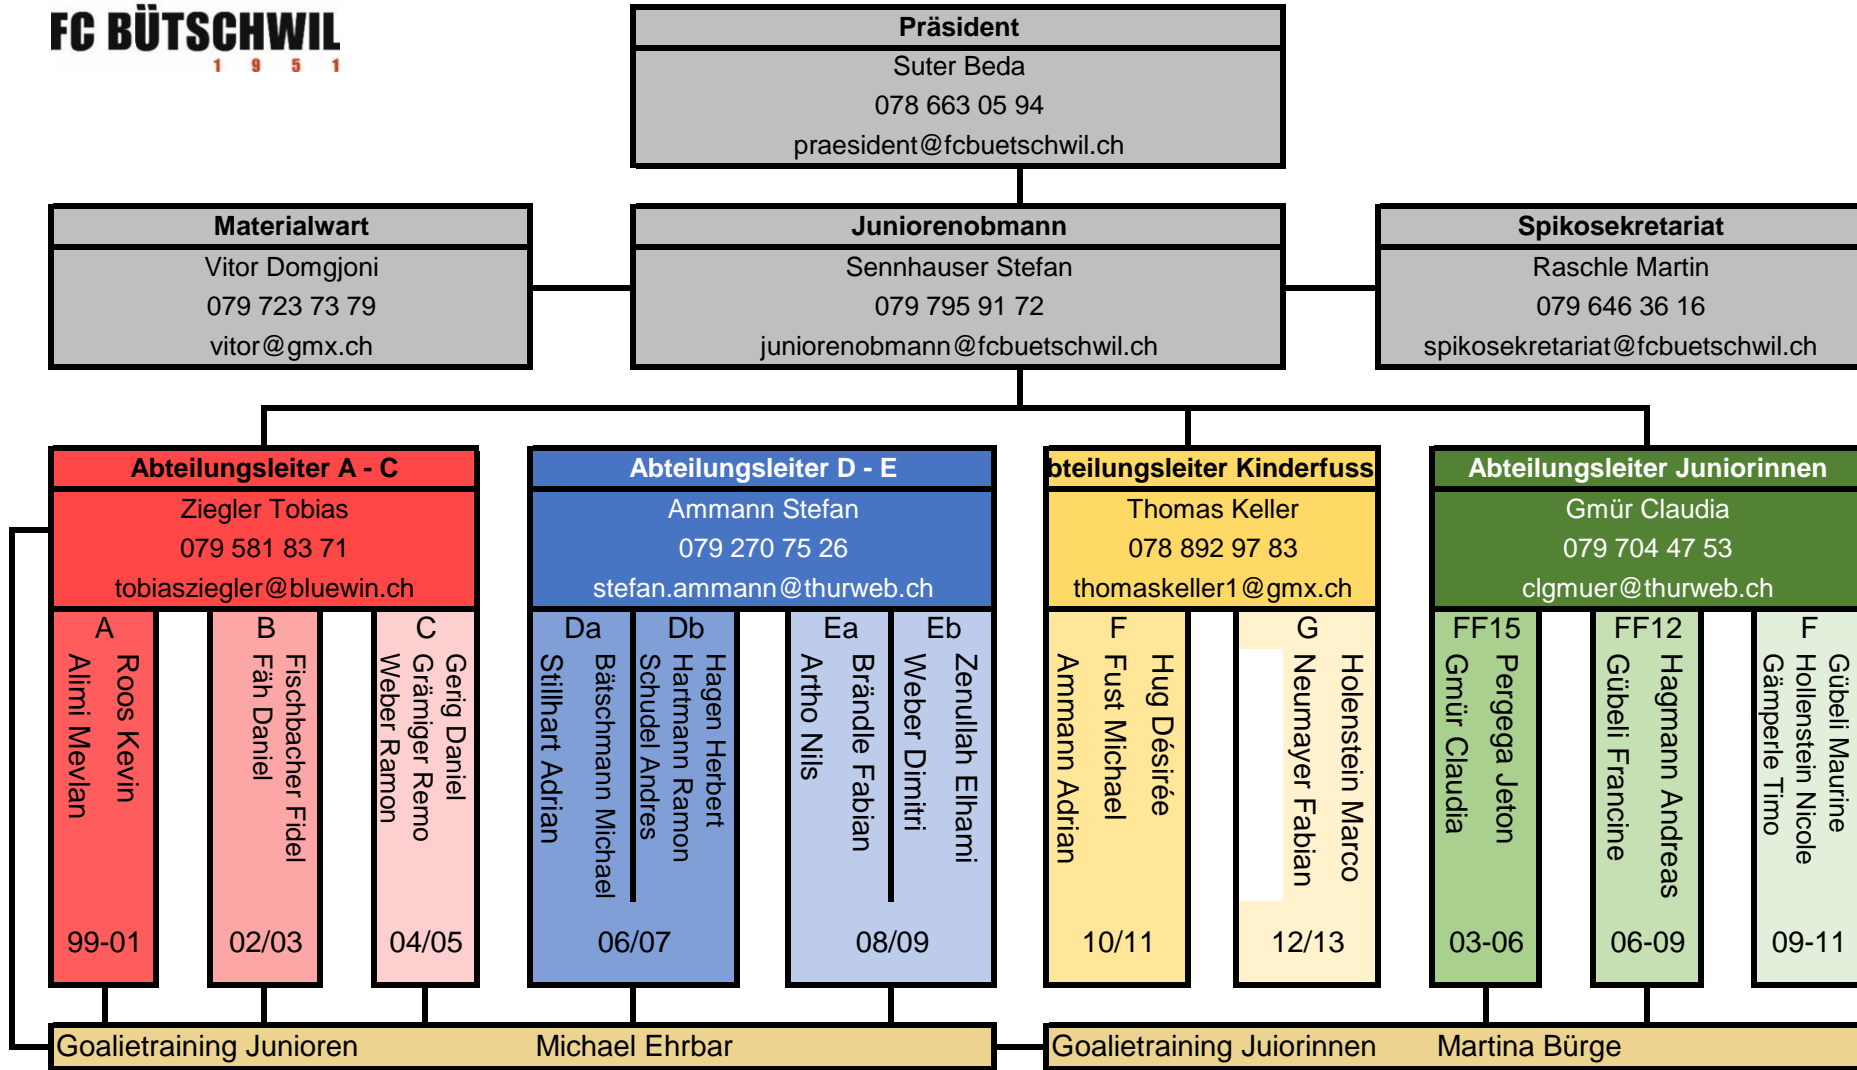 FC BÜTSCHWIL
1951
Präsident
Suter Beda
078 663 05 94
praesident@fcbuetschwil.ch
Materialwart
Vitor Domgjoni
079 723 73 79
vitor@gmx.ch
Juniorenobmann
Sennhauser Stefan
079 795 91 72
juniorenobmann@fcbuetschwil.ch
Spikosekretariat
Raschle Martin
079 646 36 16
spikosekretariat@fcbuetschwil.ch
Abteilungsleiter A - C
Ziegler Tobias
079 581 83 71
tobiasziegler@bluewin.ch
A
Roos Kevin
Alimi Mevlan
99-01
B
Fischbacher Fidel
Fäh Daniel
02/03
C
Gerig Daniel
Grämiger Remo
Weber Ramon
04/05
Abteilungsleiter D - E
Ammann Stefan
079 270 75 26
stefan.ammann@thurweb.ch
Da
Bätschmann Michael
Stillhart Adrian
Db
Hagen Herbert
Hartmann Ramon
Schudel Andres
06/07
Ea
Brändle Fabian
Artho Nils
Eb
Zenullah Elhami
Weber Dimitri
08/09
bteilungsleiter Kinderfuss
Thomas Keller
078 892 97 83
thomaskeller1@gmx.ch
F
Hug Désirée
Fust Michael
Ammann Adrian
10/11
G
Holenstein Marco
Neumayer Fabian
12/13
Abteilungsleiter Juniorinnen
Gmür Claudia
079 704 47 53
clgmuer@thurweb.ch
FF15
Pergega Jeton
Gmür Claudia
03-06
FF12
Hagmann Andreas
Gübeli Francine
06-09
F
Gübeli Maurine
Hollenstein Nicole
Gämperle Timo
09-11
Goalietraining Junioren Michael Ehrbar
Goalietraining Juiorinnen Martina Bürge